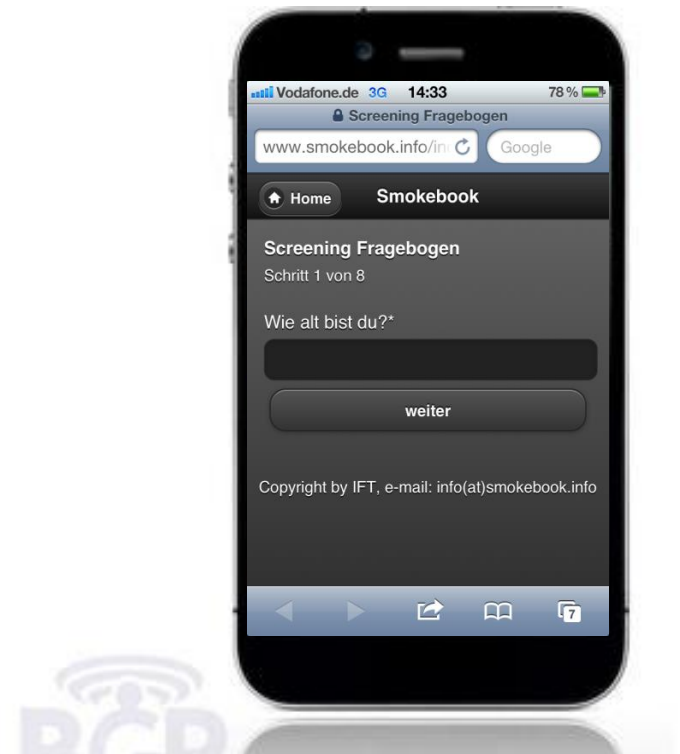 Vodafone.de 3G 14:33 78 %
Screening Fragebogen
www.smokebook.info/in
Google
Home
Smokebook
Screening Fragebogen
Schritt 1 von 8
Wie alt bist du?*
weiter
Copyright by IFT, e-mail: info(at)smokebook.info
7